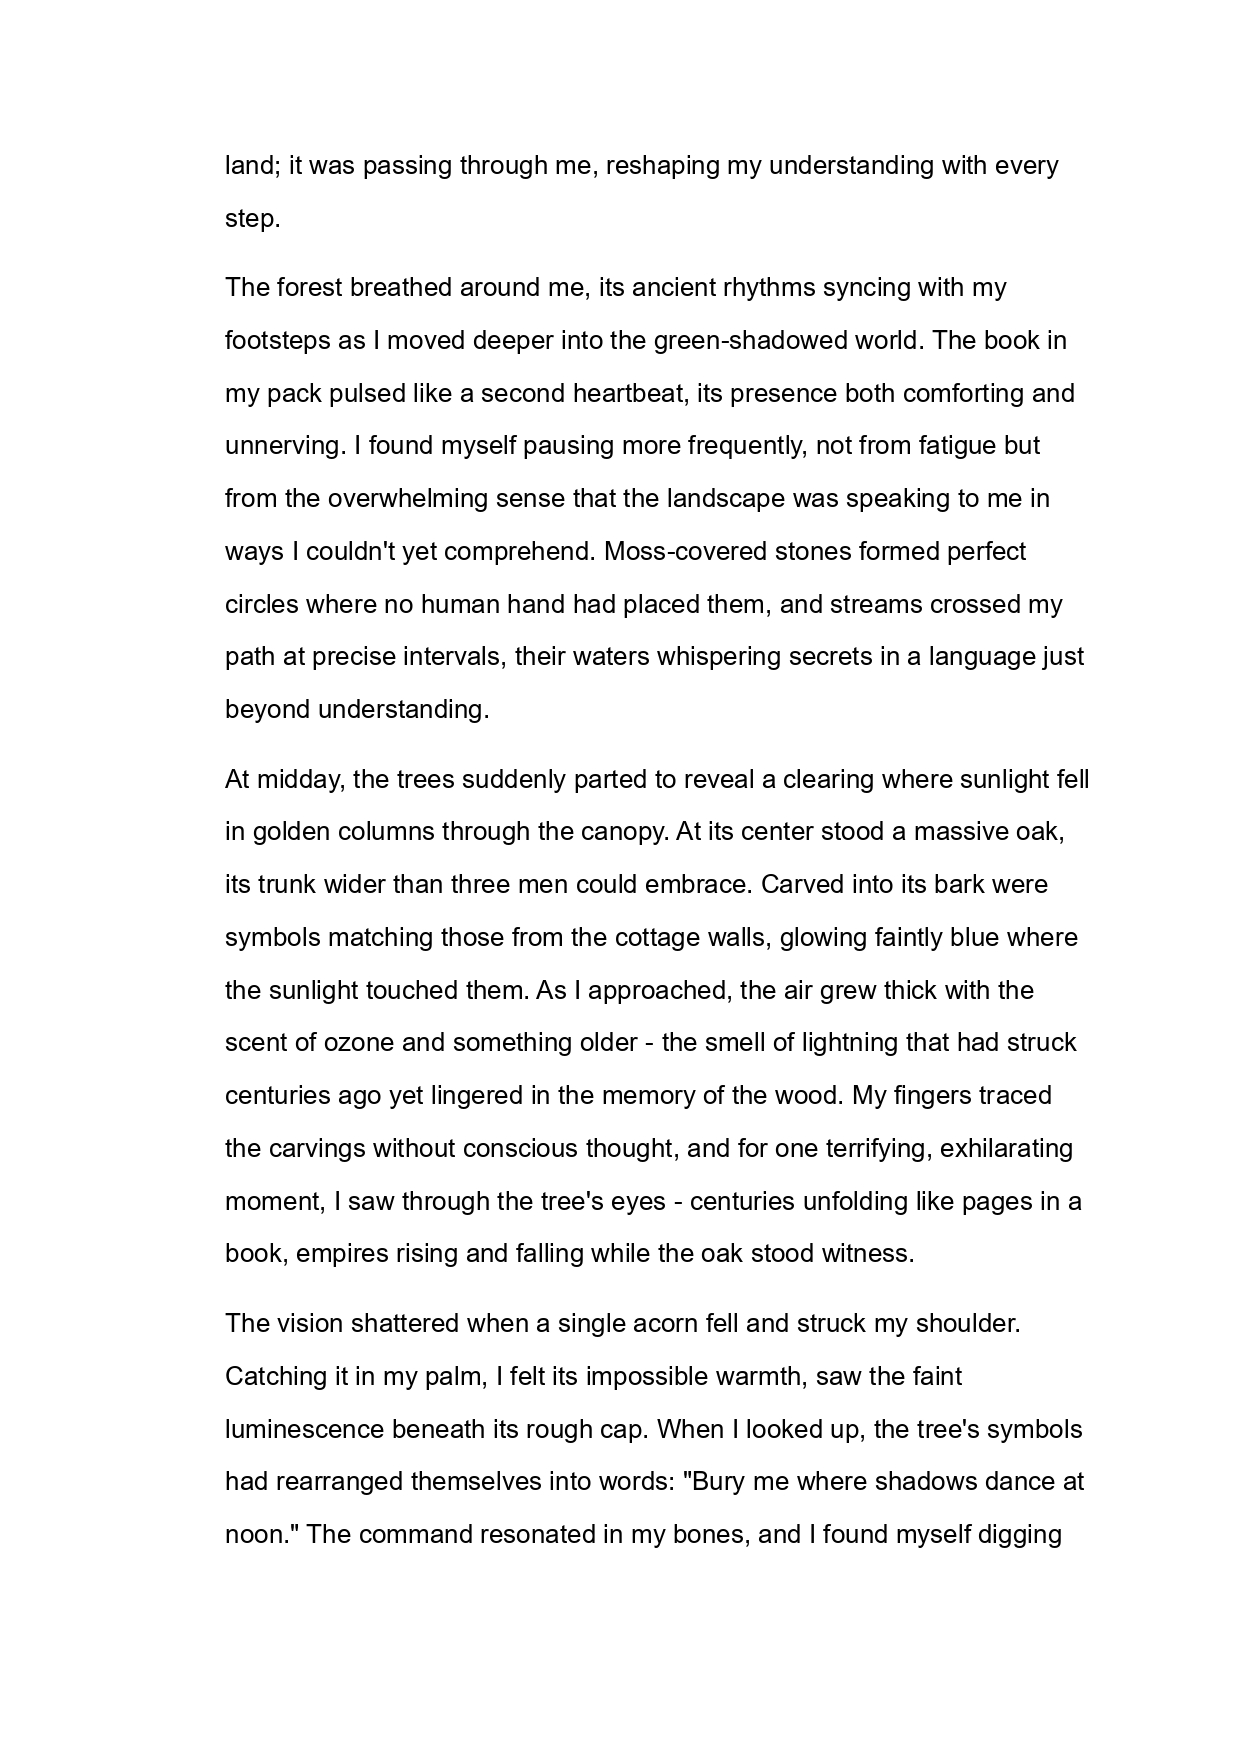 land; it was passing through me, reshaping my understanding with every
step.
The forest breathed around me, its ancient rhythms syncing with my
footsteps as I moved deeper into the green-shadowed world. The book in
my pack pulsed like a second heartbeat, its presence both comforting and
unnerving. I found myself pausing more frequently, not from fatigue but
from the overwhelming sense that the landscape was speaking to me in
ways I couldn't yet comprehend. Moss-covered stones formed perfect
circles where no human hand had placed them, and streams crossed my
path at precise intervals, their waters whispering secrets in a language just
beyond understanding.
At midday, the trees suddenly parted to reveal a clearing where sunlight fell
in golden columns through the canopy. At its center stood a massive oak,
its trunk wider than three men could embrace. Carved into its bark were
symbols matching those from the cottage walls, glowing faintly blue where
the sunlight touched them. As I approached, the air grew thick with the
scent of ozone and something older - the smell of lightning that had struck
centuries ago yet lingered in the memory of the wood. My fingers traced
the carvings without conscious thought, and for one terrifying, exhilarating
moment, I saw through the tree's eyes - centuries unfolding like pages in a
book, empires rising and falling while the oak stood witness.
The vision shattered when a single acorn fell and struck my shoulder.
Catching it in my palm, I felt its impossible warmth, saw the faint
luminescence beneath its rough cap. When I looked up, the tree's symbols
had rearranged themselves into words: "Bury me where shadows dance at
noon." The command resonated in my bones, and I found myself digging